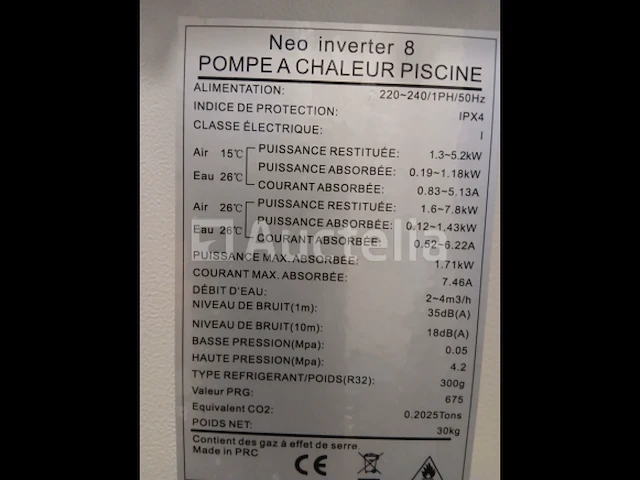 Neo inverter 8
POMPE A CHALEUR PISCINE
ALIMENTATION: 220~240/1PH/50Hz
INDICE DE PROTECTION: IPX4
CLASSE ÉLECTRIQUE: I
Air 15℃ PUISSANCE RESTITUÉE: 1.3~5.2kW
PUISSANCE ABSORBÉE: 0.19~1.18kW
Eau 26℃ COURANT ABSORBÉE: 0.83~5.13A
Air 26℃ PUISSANCE RESTITUÉE: 1.6~7.8kW
PUISSANCE ABSORBÉE: 0.12~1.43kW
Eau 26℃ COURANT ABSORBÉE: 0.52~6.22A
Auctelia
PUISSANCE MAX. ABSORBÉE: 1.71kW
COURANT MAX. ABSORBÉE: 7.46A
DÉBIT D'EAU: 2~4m3/h
NIVEAU DE BRUIT(1m): 35dB(A)
NIVEAU DE BRUIT(10m): 18dB(A)
BASSE PRESSION(Mpa): 0.05
HAUTE PRESSION(Mpa): 4.2
TYPE REFRIGERANT/POIDS(R32): 300g
Valeur PRG: 675
Equivalent CO2: 0.2025Tons
POIDS NET: 30kg
Contient des gaz à effet de serre.
Made in PRC
CE